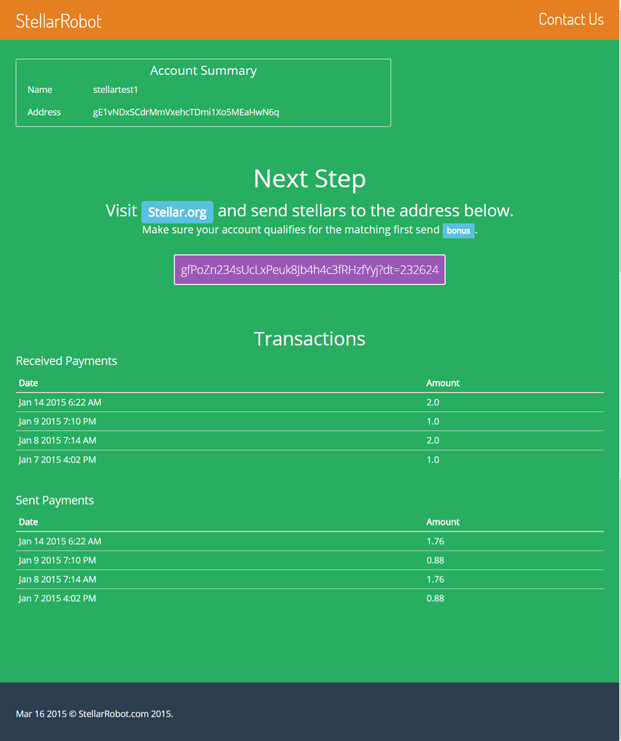 StellarRobot
Contact Us
Account Summary
Name stellartest1
Address gE1vNDxSCdrMmVxehcTDmi1Xo5MEaHwN6q
Next Step
Visit Stellar.org and send stellars to the address below.
Make sure your account qualifies for the matching first send bonus.
gfPoZn234sUcLxPeuk8Jb4h4c3fRHzfYyj?dt=232624
Transactions
Received Payments
Date Amount
Jan 14 2015 6:22 AM 2.0
Jan 9 2015 7:10 PM 1.0
Jan 8 2015 7:14 AM 2.0
Jan 7 2015 4:02 PM 1.0
Sent Payments
Date Amount
Jan 14 2015 6:22 AM 1.76
Jan 9 2015 7:10 PM 0.88
Jan 8 2015 7:14 AM 1.76
Jan 7 2015 4:02 PM 0.88
Mar 16 2015 © StellarRobot.com 2015.